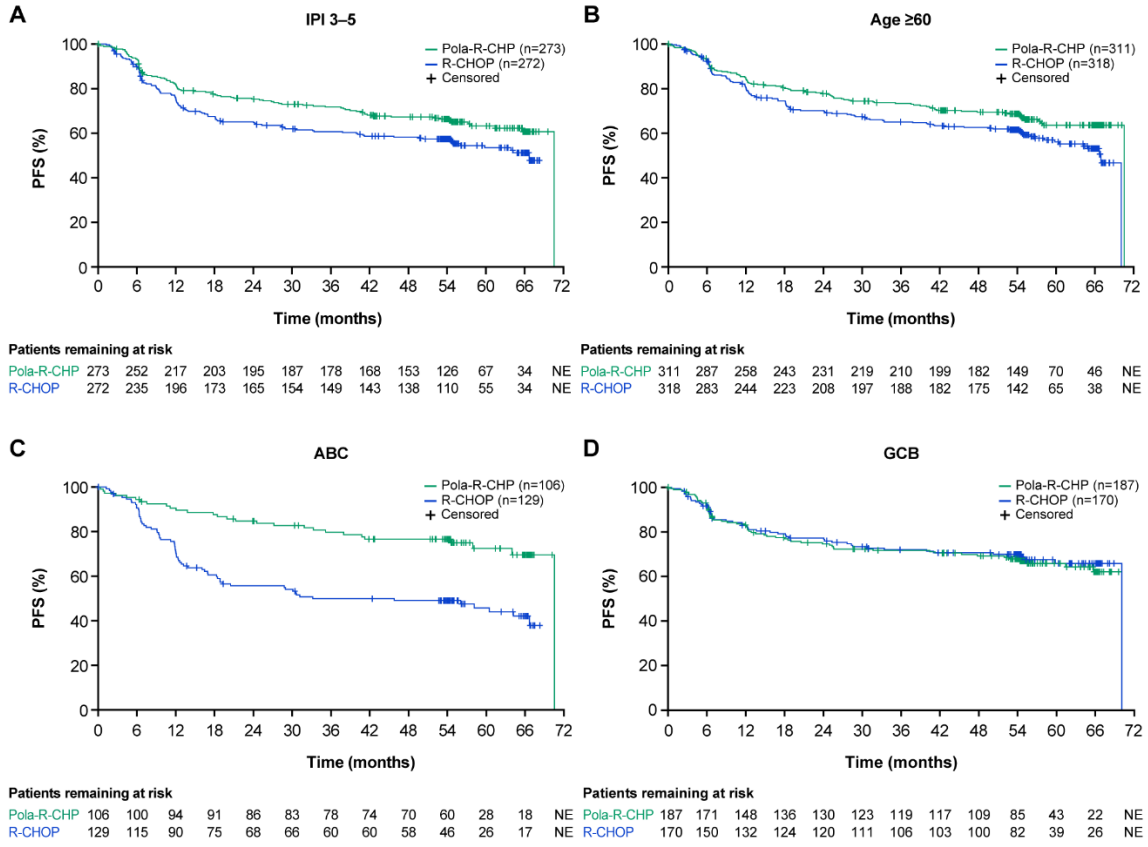 A
IPI 3–5
100
80
60
40
20
0
PFS (%)
Pola-R-CHP (n=273)
R-CHOP (n=272)
+ Censored
0 6 12 18 24 30 36 42 48 54 60 66 72
Time (months)
Patients remaining at risk
Pola-R-CHP 273 252 217 203 195 187 178 168 153 126 67 34 NE
R-CHOP 272 235 196 173 165 154 149 143 138 110 55 34 NE
B
Age ≥60
100
80
60
40
20
0
PFS (%)
Pola-R-CHP (n=311)
R-CHOP (n=318)
+ Censored
0 6 12 18 24 30 36 42 48 54 60 66 72
Time (months)
Patients remaining at risk
Pola-R-CHP 311 287 258 243 231 219 210 199 182 149 70 46 NE
R-CHOP 318 283 244 223 208 197 188 182 175 142 65 38 NE
C
ABC
100
80
60
40
20
0
PFS (%)
Pola-R-CHP (n=106)
R-CHOP (n=129)
+ Censored
0 6 12 18 24 30 36 42 48 54 60 66 72
Time (months)
Patients remaining at risk
Pola-R-CHP 106 100 94 91 86 83 78 74 70 60 28 18 NE
R-CHOP 129 115 90 75 68 66 60 60 58 46 26 17 NE
D
GCB
100
80
60
40
20
0
PFS (%)
Pola-R-CHP (n=187)
R-CHOP (n=170)
+ Censored
0 6 12 18 24 30 36 42 48 54 60 66 72
Time (months)
Patients remaining at risk
Pola-R-CHP 187 171 148 136 130 123 119 117 109 85 43 22 NE
R-CHOP 170 150 132 124 120 111 106 103 100 82 39 26 NE